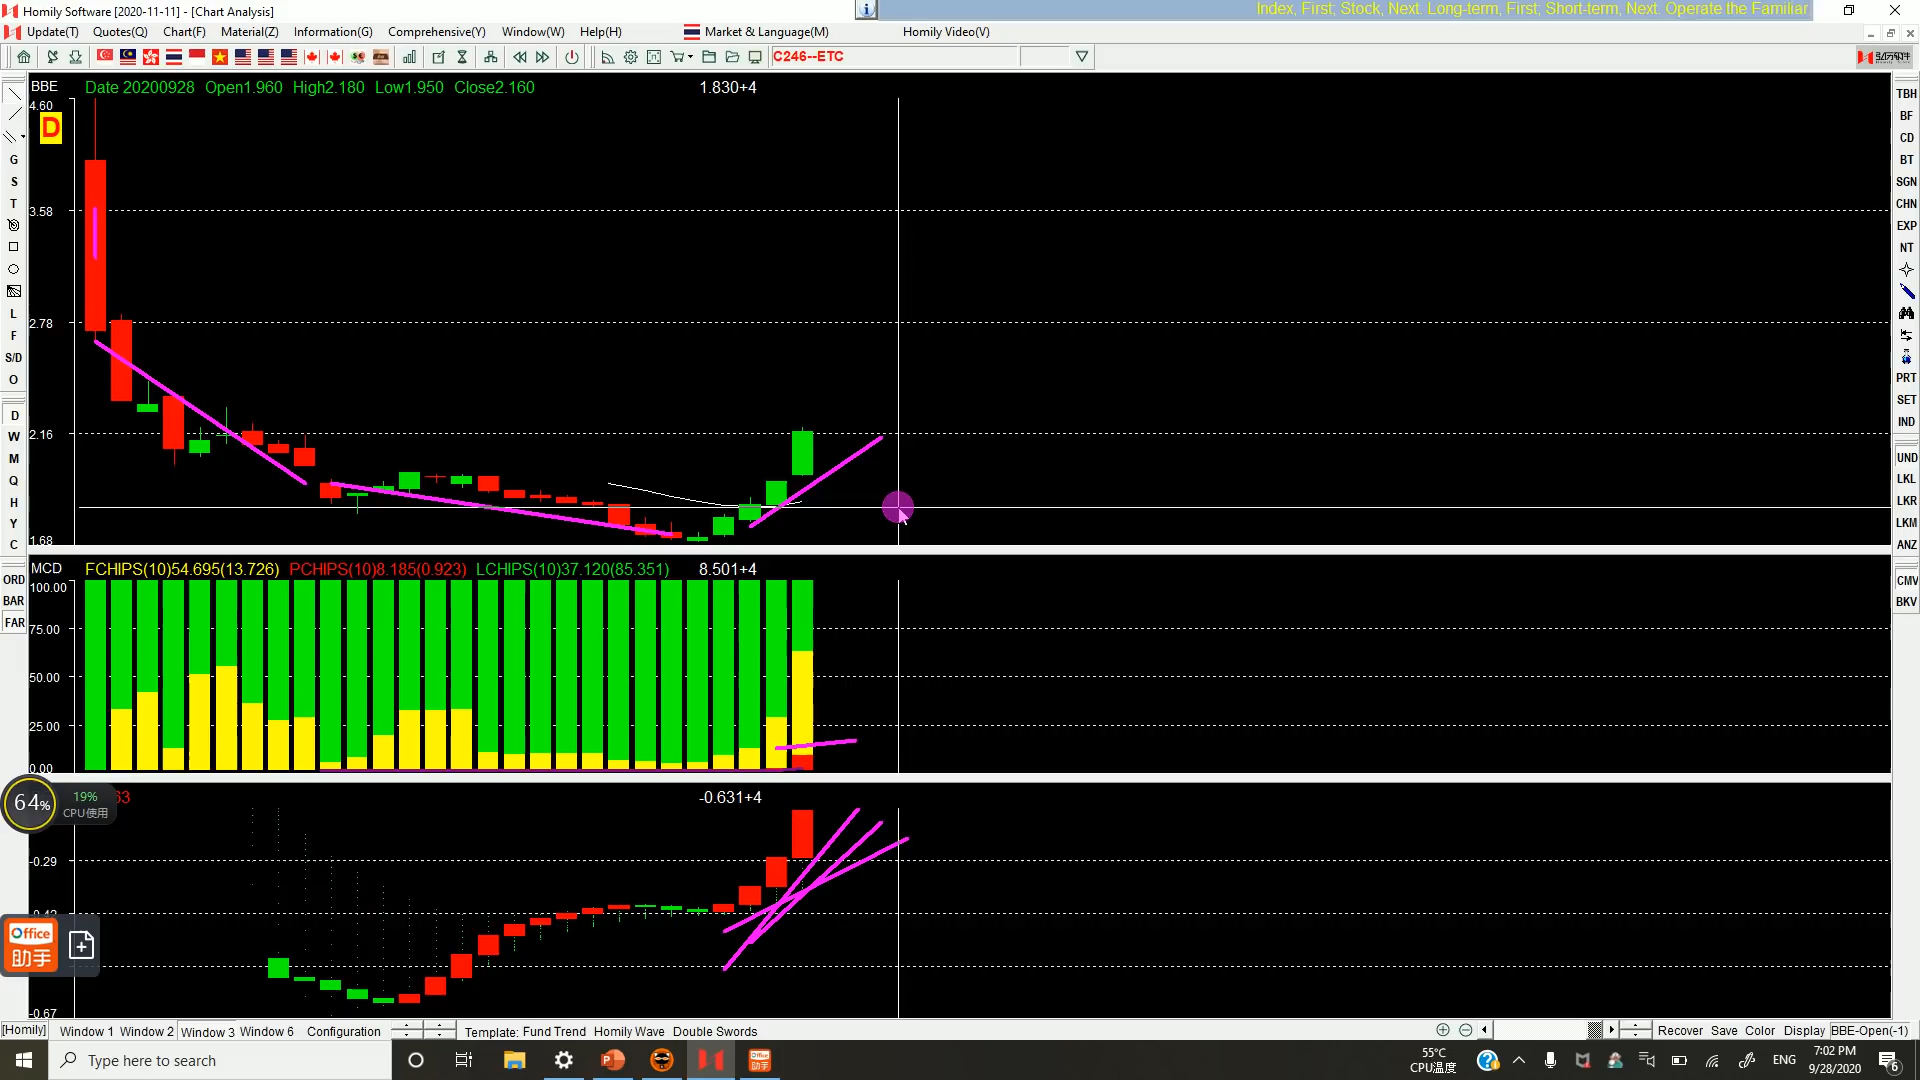 Homily Software [2020-11-11] - [Chart Analysis]
Index, First; Stock, Next. Long-term, First; Short-term, Next. Operate the Familiar
Update(T) Quotes(Q) Chart(F) Material(Z) Information(G) Comprehensive(Y) Window(W) Help(H) Market & Language(M) Homily Video(V)
C246--ETC
BBE Date 20200928 Open1.960 High2.180 Low1.950 Close2.160 1.830+4
4.60
D
3.58
2.78
2.16
1.68
MCD FCHIPS(10)54.695(13.726) PCHIPS(10)8.185(0.923) LCHIPS(10)37.120(85.351) 8.501+4
100.00
75.00
50.00
25.00
0.00
-0.631+4
64% 19%
CPU使用
-0.29
-0.67
Office
助手
G
S
T
L
F
S/D
O
D
W
M
Q
H
Y
C
ORD
BAR
FAR
TBH
BF
CD
BT
SGN
CHN
EXP
NT
PRT
SET
IND
UND
LKL
LKR
LKM
ANZ
CMV
BKV
[Homily] Window 1 Window 2 Window 3 Window 6 Configuration Template: Fund Trend Homily Wave Double Swords Recover Save Color Display BBE-Open(-1)
Type here to search
55℃
CPU温度
ENG
7:02 PM
9/28/2020
6